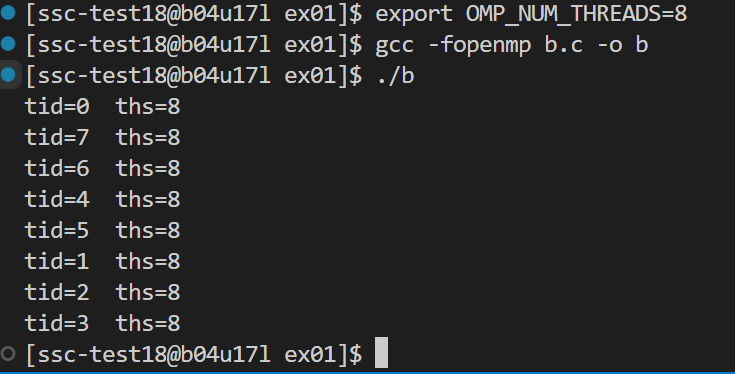 [ssc-test18@b04u17l ex01]$ export OMP_NUM_THREADS=8
[ssc-test18@b04u17l ex01]$ gcc -fopenmp b.c -o b
[ssc-test18@b04u17l ex01]$ ./b
tid=0  ths=8
tid=7  ths=8
tid=6  ths=8
tid=4  ths=8
tid=5  ths=8
tid=1  ths=8
tid=2  ths=8
tid=3  ths=8
[ssc-test18@b04u17l ex01]$